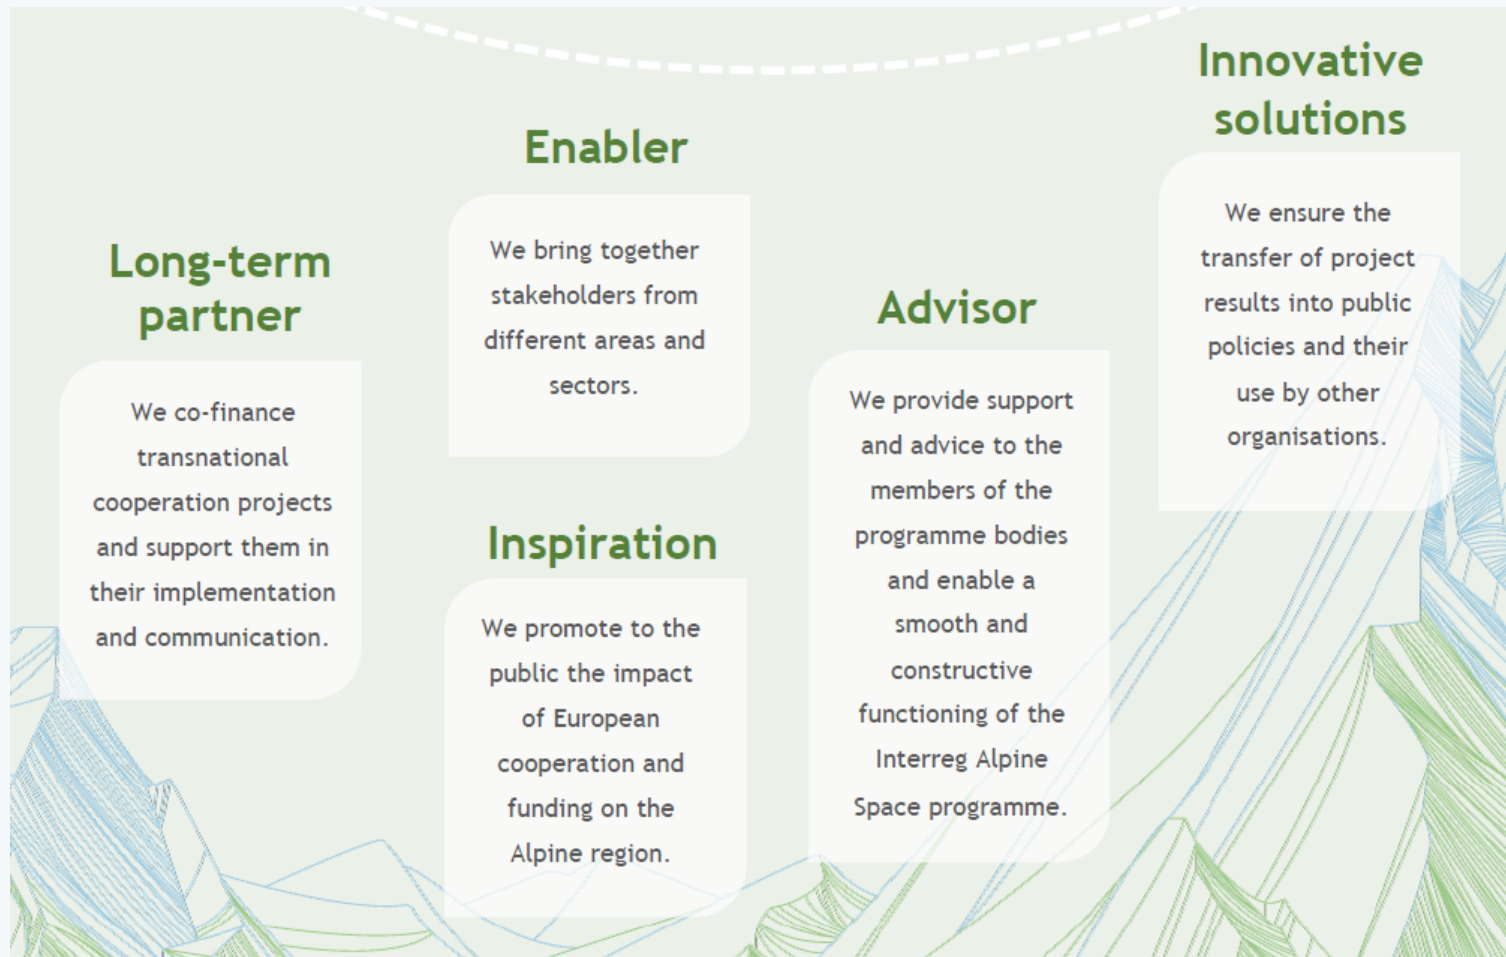 Long-term
partner
We co-finance
transnational
cooperation projects
and support them in
their implementation
and communication.
Enabler
We bring together
stakeholders from
different areas and
sectors.
Inspiration
We promote to the
public the impact
of European
cooperation and
funding on the
Alpine region.
Advisor
We provide support
and advice to the
members of the
programme bodies
and enable a
smooth and
constructive
functioning of the
Interreg Alpine
Space programme.
Innovative
solutions
We ensure the
transfer of project
results into public
policies and their
use by other
organisations.